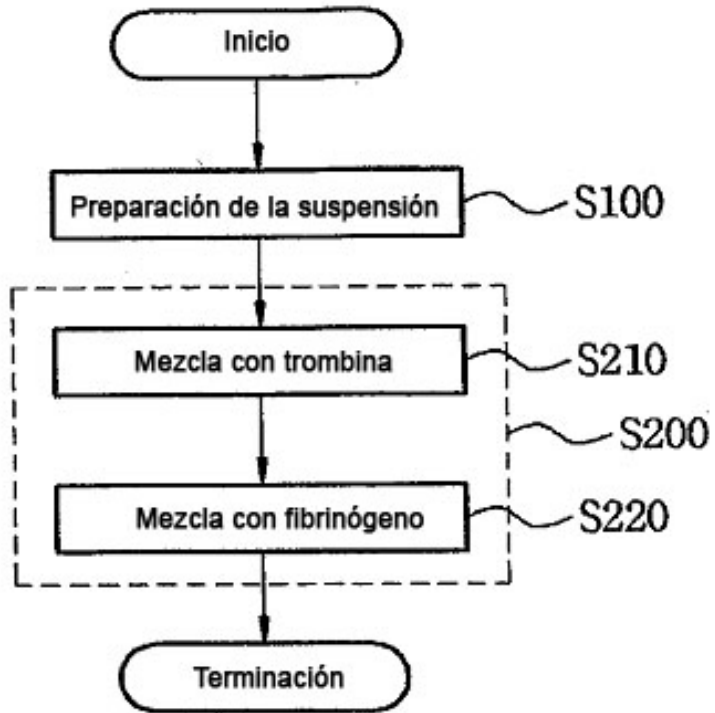 Inicio
Preparación de la suspensión
S100
Mezcla con trombina
S210
S200
Mezcla con fibrinógeno
S220
Terminación